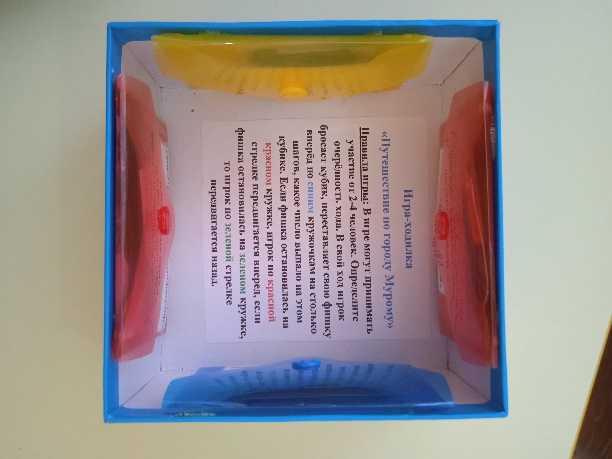 Игра-ходилка
«Путешествие по городу Мурому»
Правила игры: В игре могут принимать
участие от 2-4 человек. Определите
очерёдность хода. В свой ход игрок
бросает кубик, переставляет свою фишку
вперёд по синим кружочкам на столько
шагов, какое число выпало на этом
кубике. Если фишка остановилась на
красном кружке, игрок по красной
стрелке передвигается вперед, если
фишка остановилась на зеленом кружке,
то игрок по зеленой стрелке
передвигается назад.